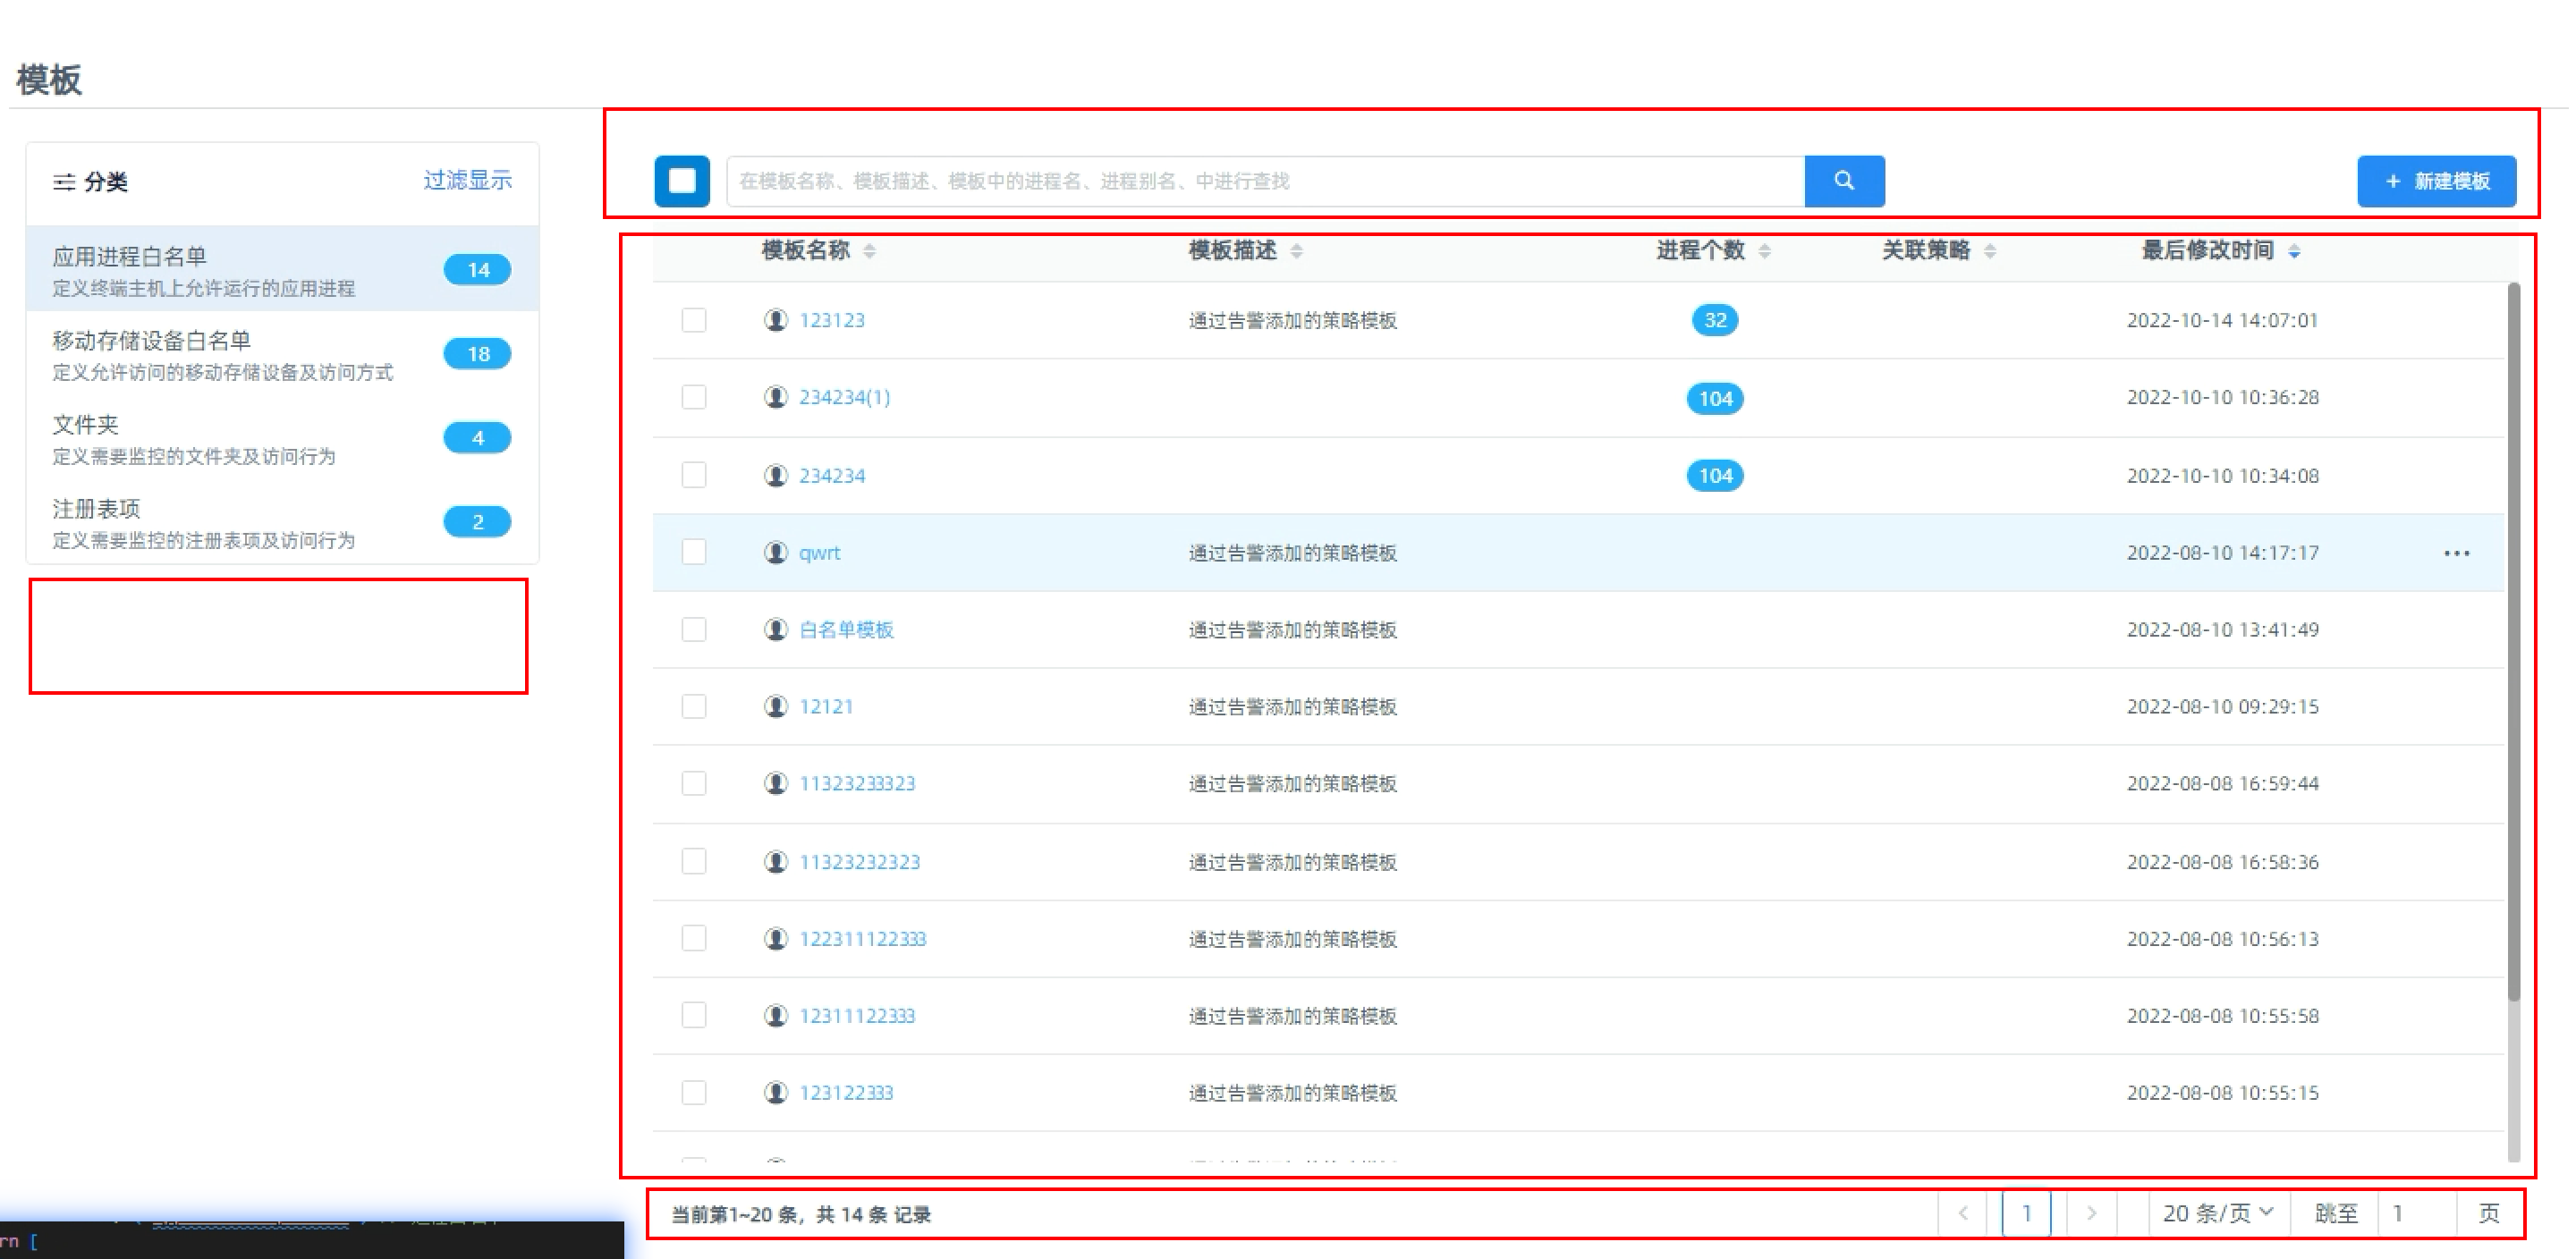 模板
分类 过滤显示
应用进程白名单
定义终端主机上允许运行的应用进程
14
移动存储设备白名单
定义允许访问的移动存储设备及访问方式
18
文件夹
定义需要监控的文件夹及访问行为
4
注册表项
定义需要监控的注册表项及访问行为
2
在模板名称、模板描述、模板中的进程名、进程别名、中进行查找
+ 新建模板
模板名称 模板描述 进程个数 关联策略 最后修改时间
123123 通过告警添加的策略模板 32 2022-10-14 14:07:01
234234(1) 104 2022-10-10 10:36:28
234234 104 2022-10-10 10:34:08
qwrt 通过告警添加的策略模板 2022-08-10 14:17:17 ···
白名单模板 通过告警添加的策略模板 2022-08-10 13:41:49
12121 通过告警添加的策略模板 2022-08-10 09:29:15
11323233323 通过告警添加的策略模板 2022-08-08 16:59:44
11323232323 通过告警添加的策略模板 2022-08-08 16:58:36
122311122333 通过告警添加的策略模板 2022-08-08 10:56:13
12311122333 通过告警添加的策略模板 2022-08-08 10:55:58
123122333 通过告警添加的策略模板 2022-08-08 10:55:15
当前第1~20 条，共 14 条 记录 < 1 > 20 条/页 跳至 1 页
rn [